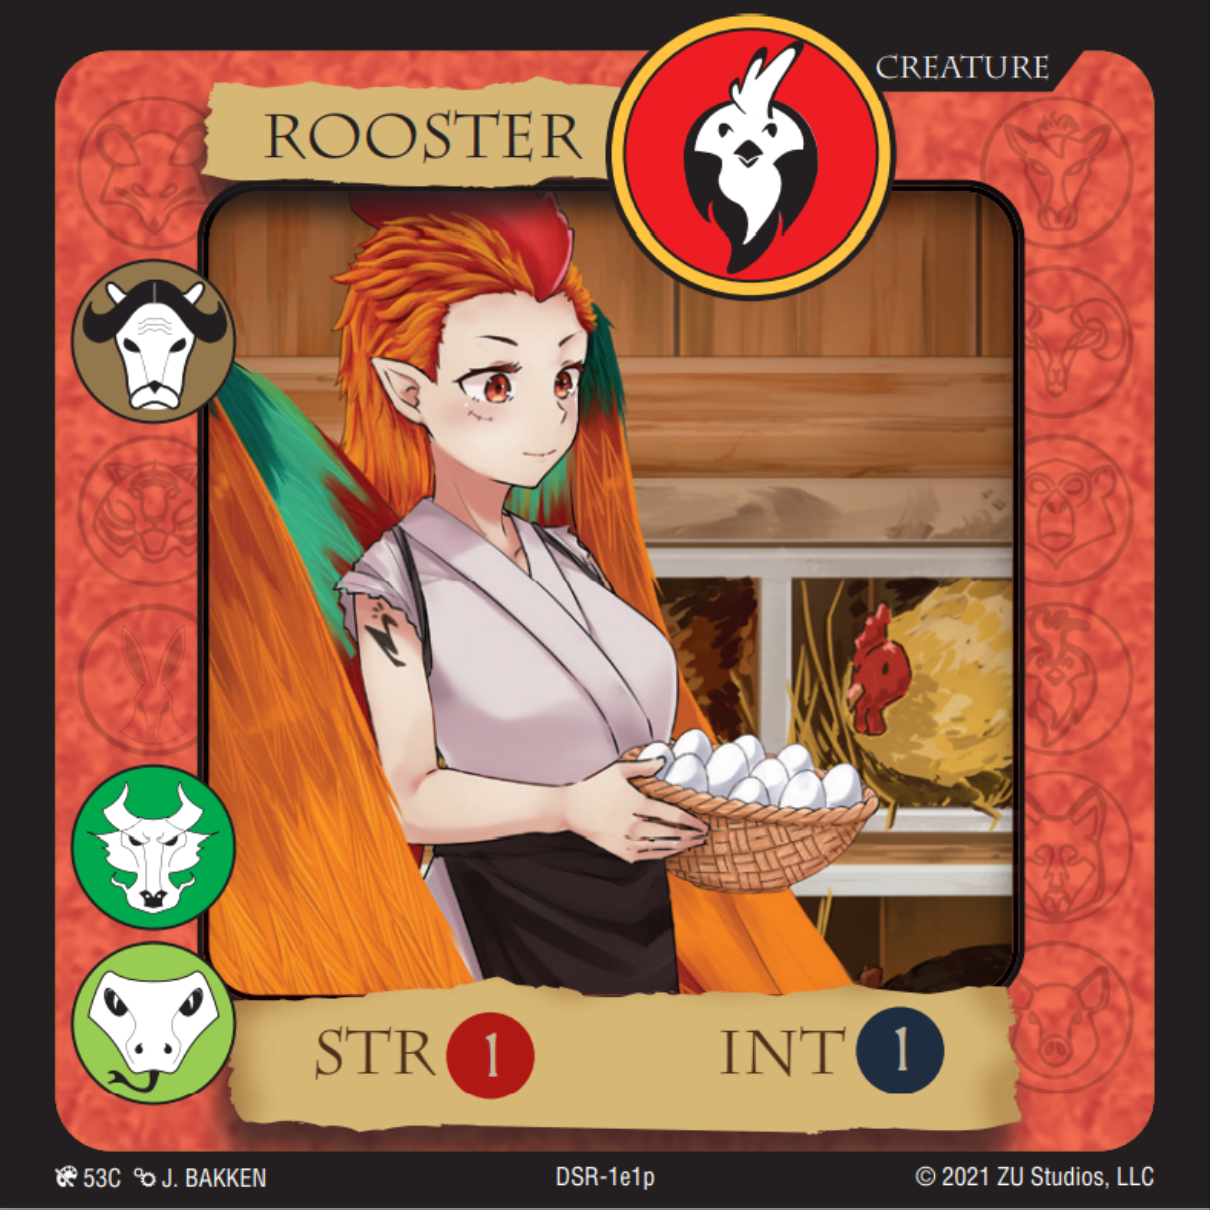 CREATURE
ROOSTER
STR 1
INT 1
53C J. BAKKEN
DSR-1e1p
© 2021 ZU Studios, LLC